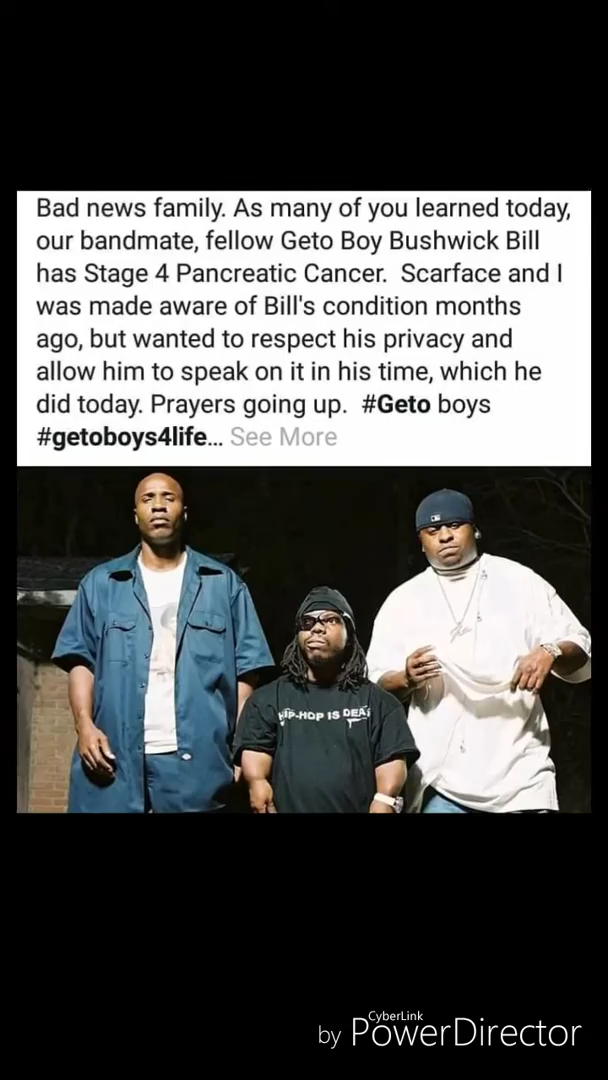 Bad news family. As many of you learned today,
our bandmate, fellow Geto Boy Bushwick Bill
has Stage 4 Pancreatic Cancer.  Scarface and I
was made aware of Bill's condition months
ago, but wanted to respect his privacy and
allow him to speak on it in his time, which he
did today. Prayers going up.  #Geto boys
#getoboys4life... See More
HIP-HOP IS DEAD
CyberLink
by PowerDirector